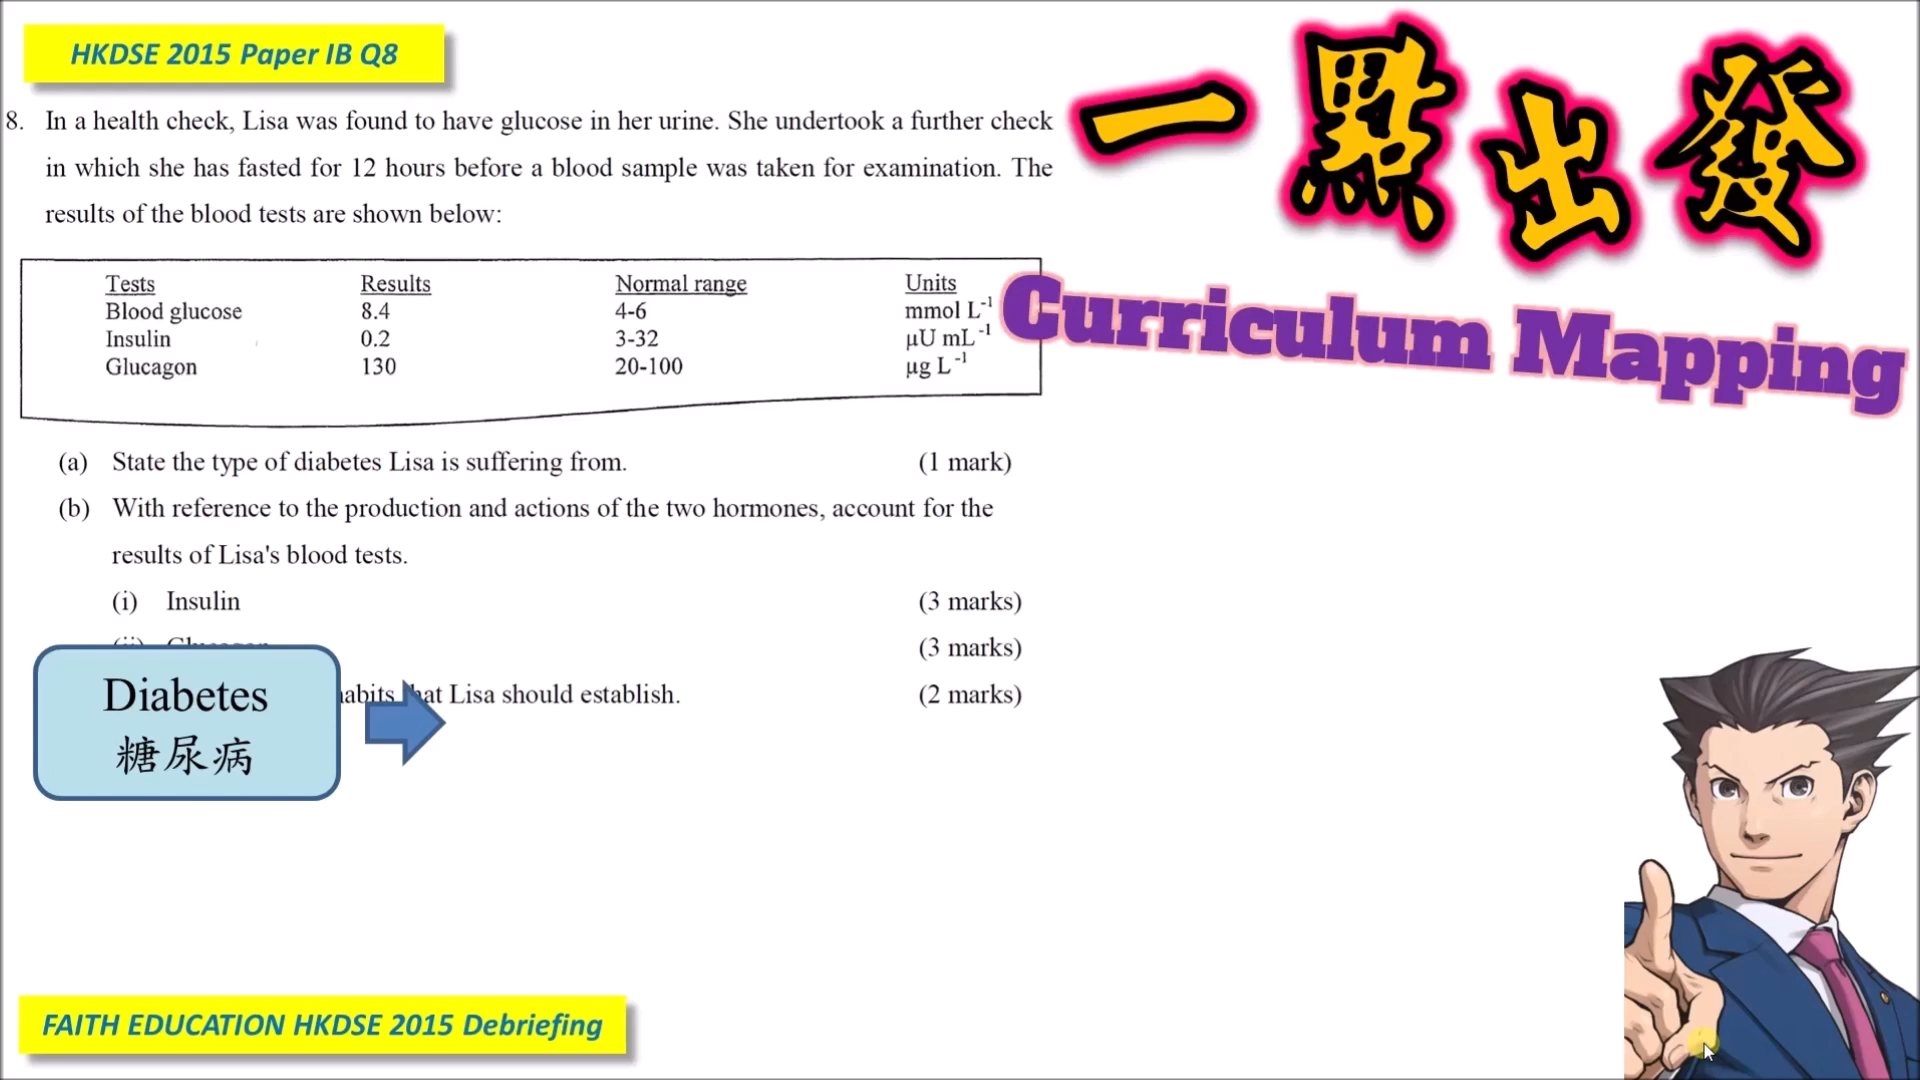 HKDSE 2015 Paper IB Q8
一點出發
Curriculum Mapping
8. In a health check, Lisa was found to have glucose in her urine. She undertook a further check
in which she has fasted for 12 hours before a blood sample was taken for examination. The
results of the blood tests are shown below:
Tests Results Normal range Units
Blood glucose 8.4 4-6 mmol L⁻¹
Insulin 0.2 3-32 µU mL⁻¹
Glucagon 130 20-100 µg L⁻¹
(a) State the type of diabetes Lisa is suffering from. (1 mark)
(b) With reference to the production and actions of the two hormones, account for the
results of Lisa's blood tests.
(i) Insulin (3 marks)
(3 marks)
that Lisa should establish. (2 marks)
Diabetes
糖尿病
FAITH EDUCATION HKDSE 2015 Debriefing